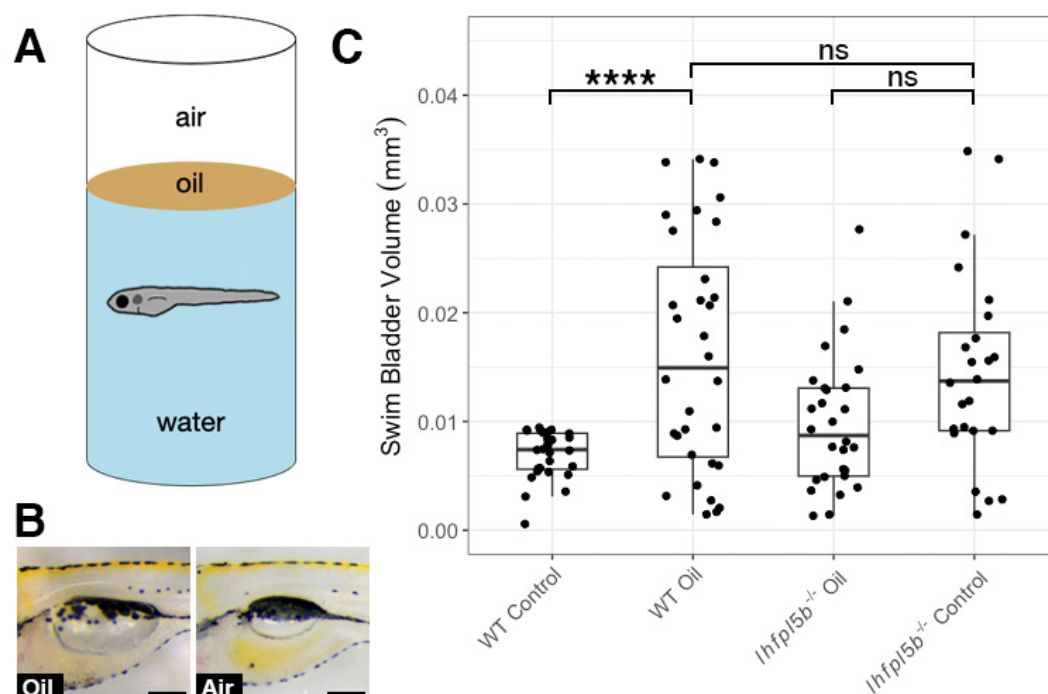 A
air
oil
water
B
Oil
Air
C
Swim Bladder Volume (mm³)
0.04
0.03
0.02
0.01
0.00
****
ns
ns
WT Control
WT Oil
lhfpl5b⁻/⁻ Oil
lhfpl5b⁻/⁻ Control